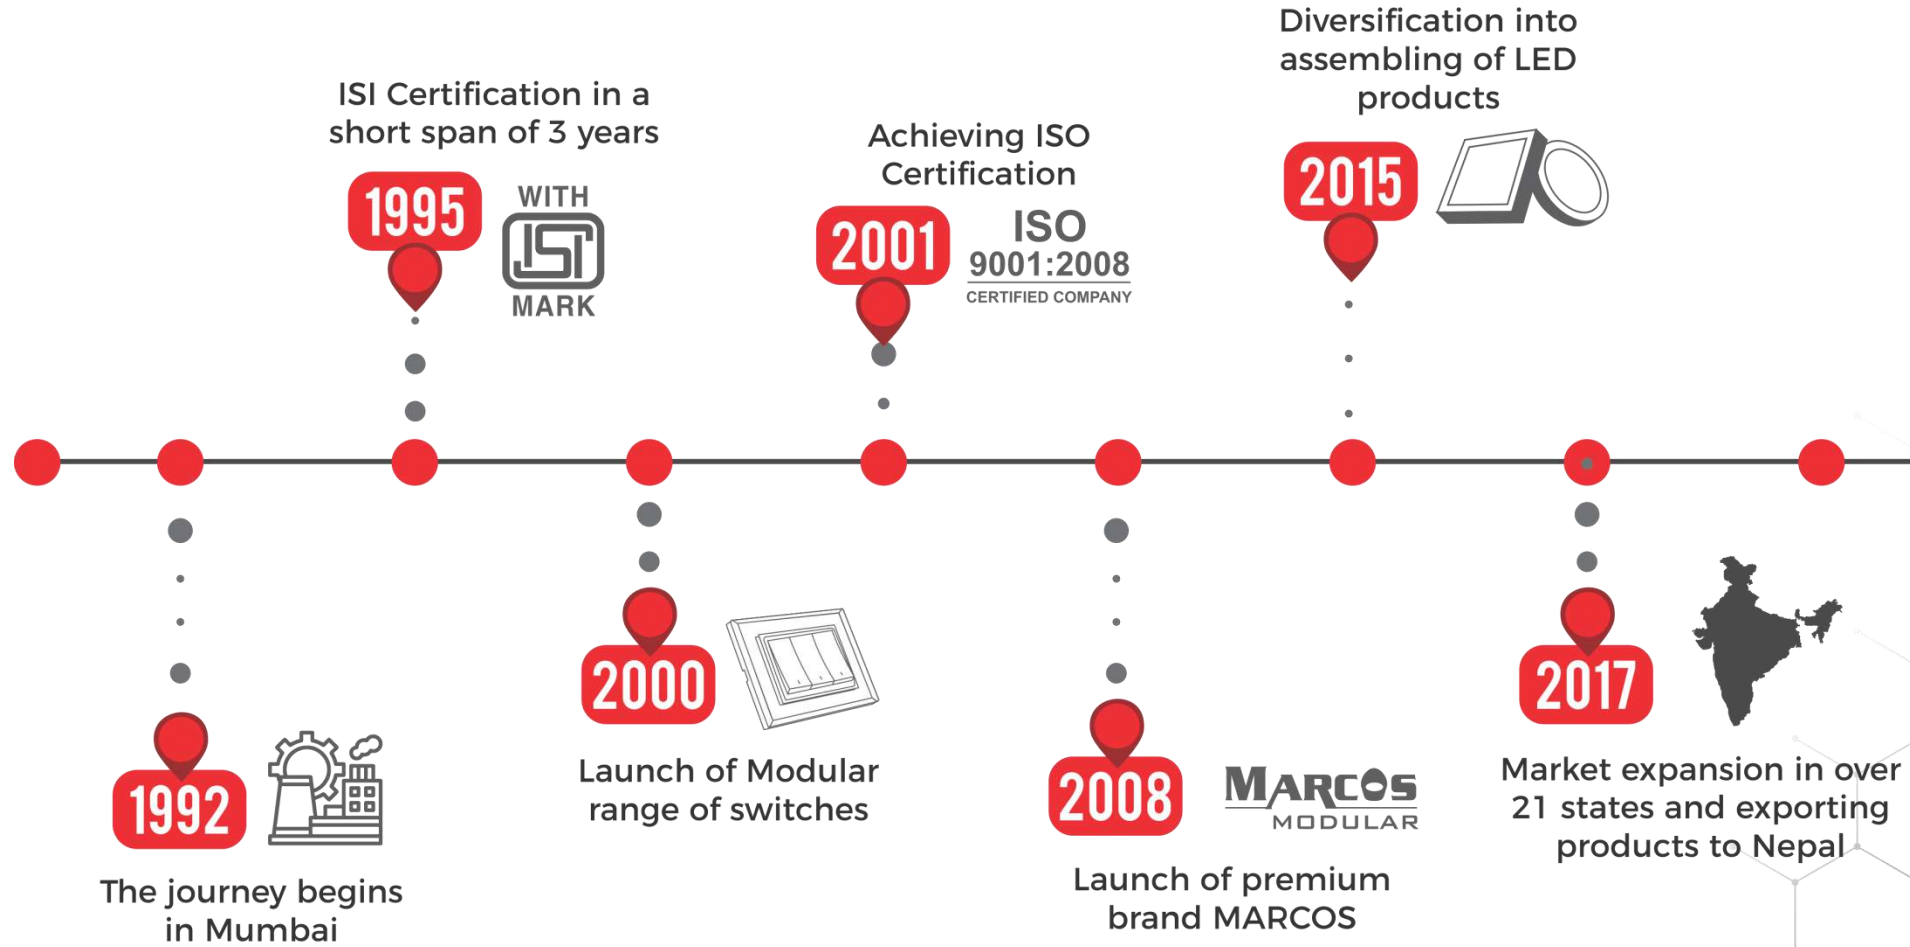 The journey begins
in Mumbai
1992
ISI Certification in a
short span of 3 years
1995
WITH
ISI
MARK
2000
Launch of Modular
range of switches
Achieving ISO
Certification
2001
ISO
9001:2008
CERTIFIED COMPANY
2008
MARCOS
MODULAR
Launch of premium
brand MARCOS
Diversification into
assembling of LED
products
2015
2017
Market expansion in over
21 states and exporting
products to Nepal